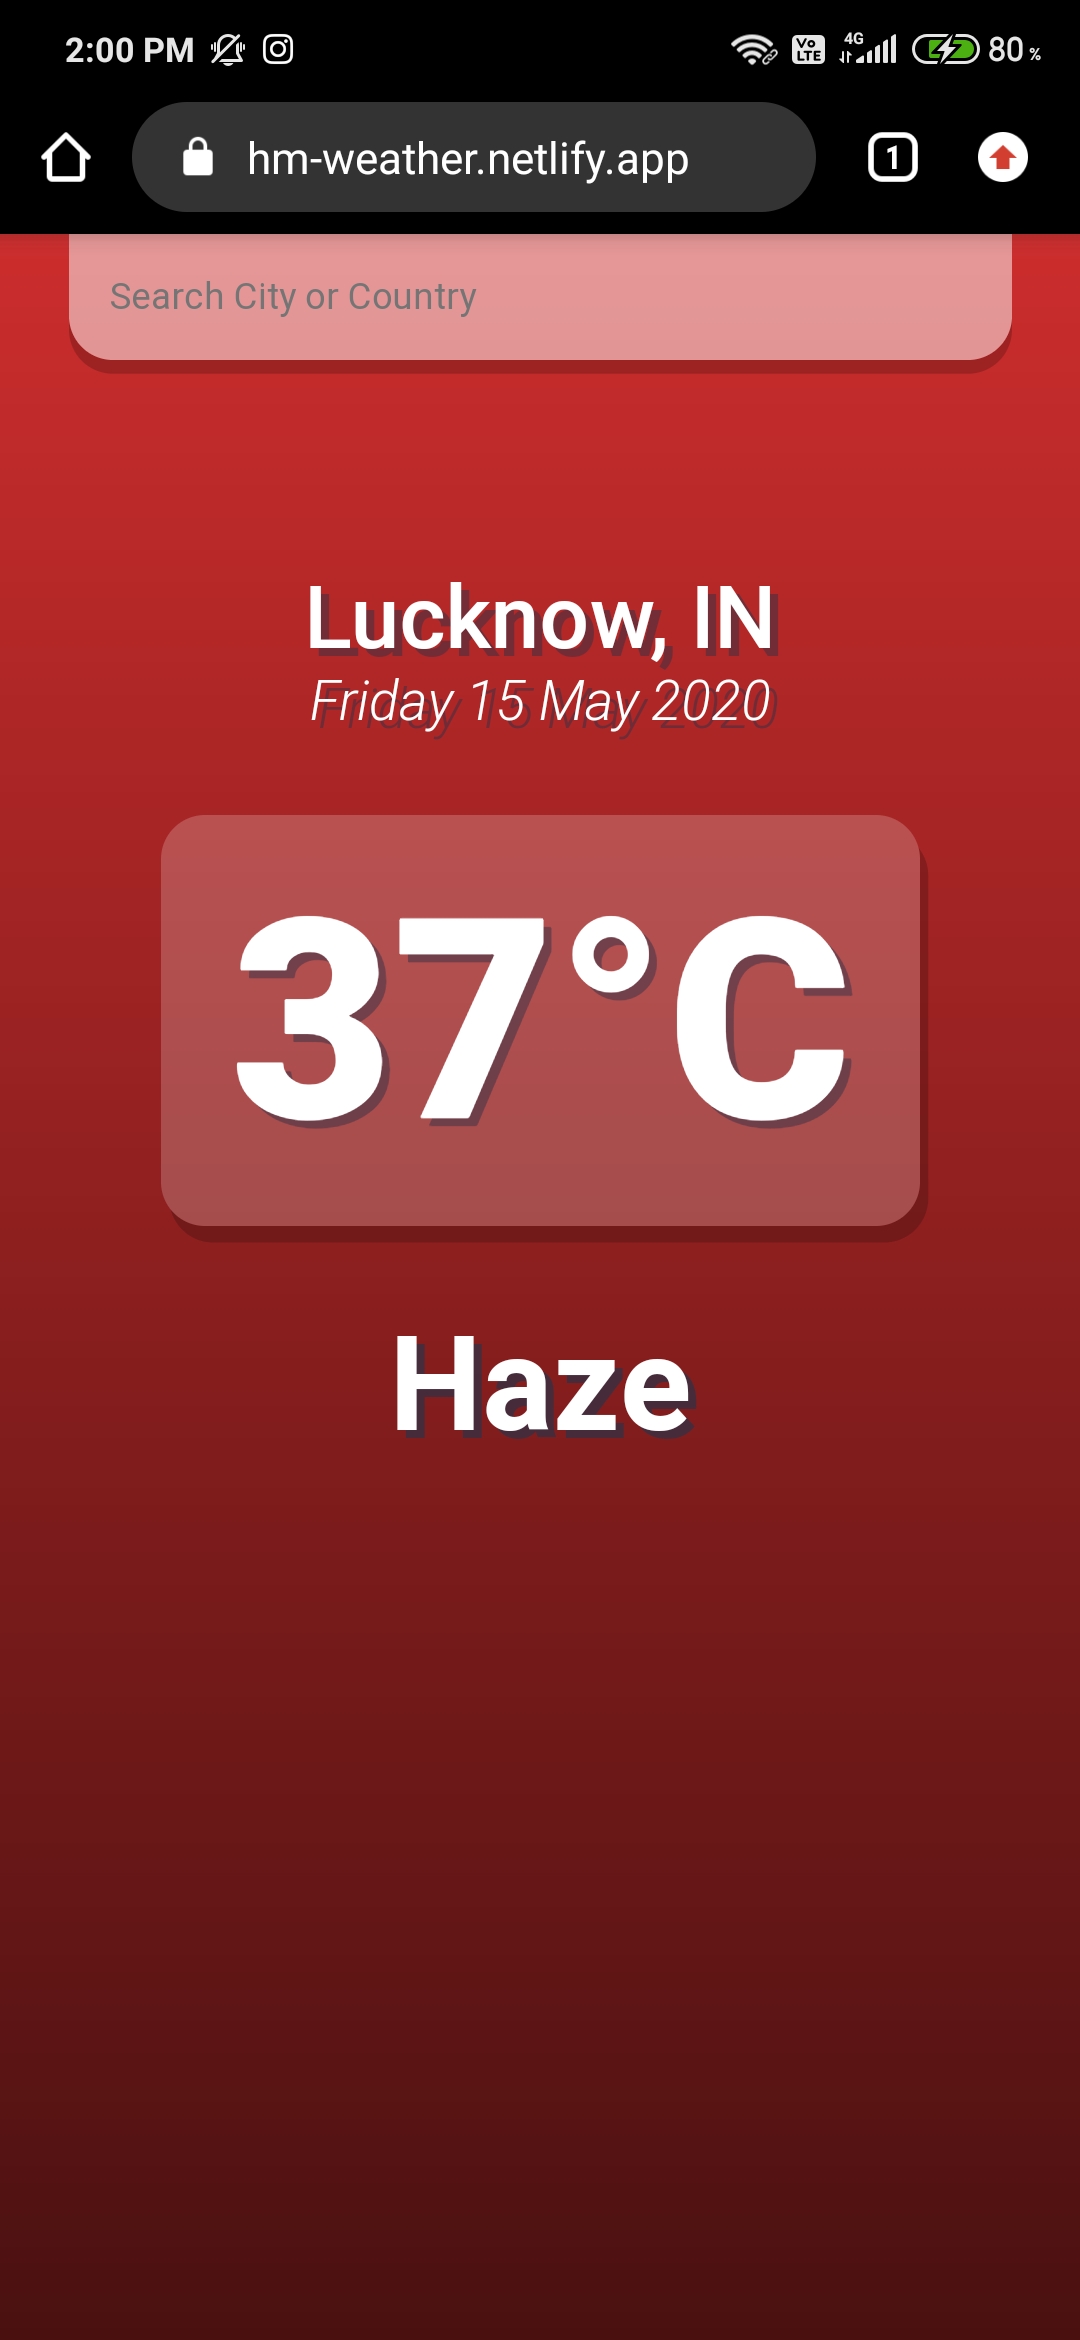 2:00 PM Vo LTE 4G 80 %
hm-weather.netlify.app 1
Search City or Country
Lucknow, IN
Friday 15 May 2020
37°C
Haze